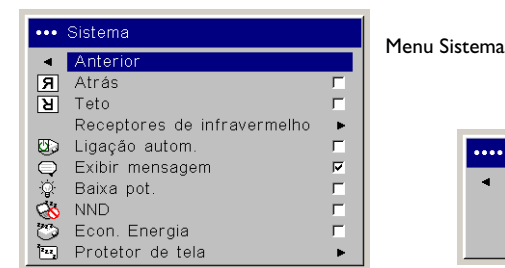 Sistema
Menu Sistema
Anterior
Atrás
Teto
Receptores de infravermelho
Ligação autom.
Exibir mensagem
Baixa pot.
NND
Econ. Energia
Protetor de tela